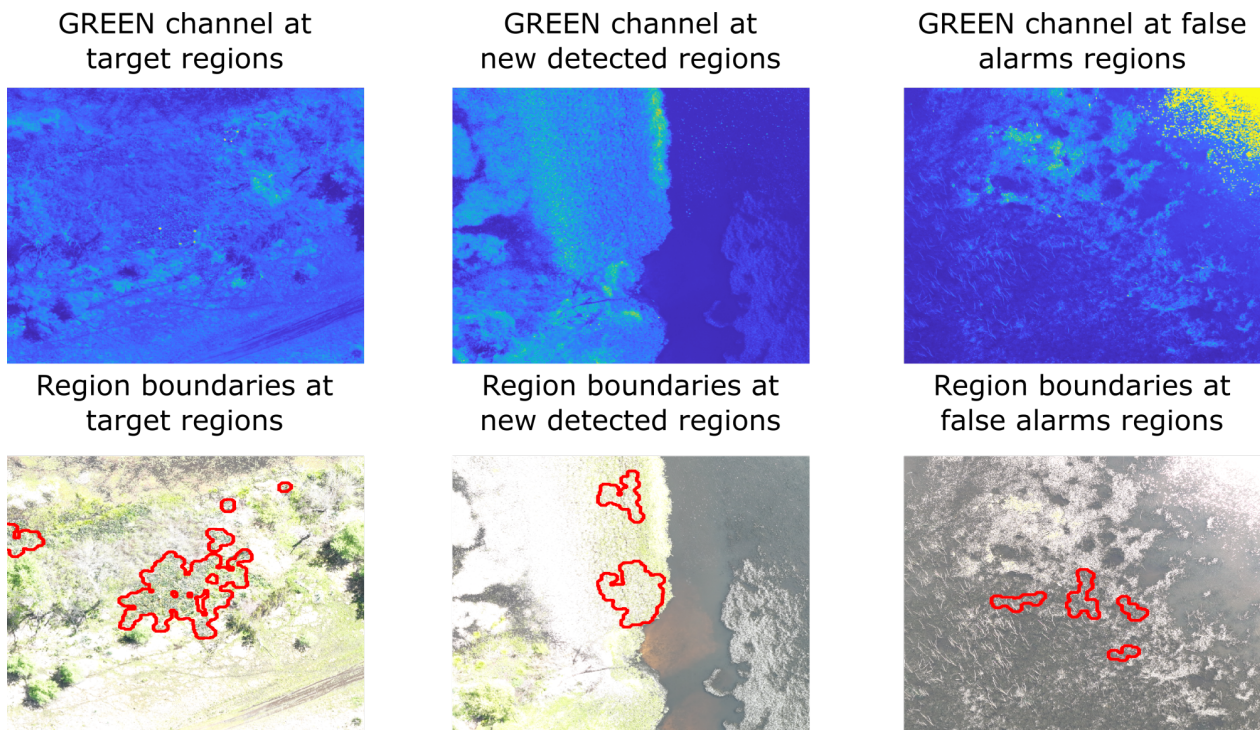 GREEN channel at
target regions
GREEN channel at
new detected regions
GREEN channel at false
alarms regions
Region boundaries at
target regions
Region boundaries at
new detected regions
Region boundaries at
false alarms regions